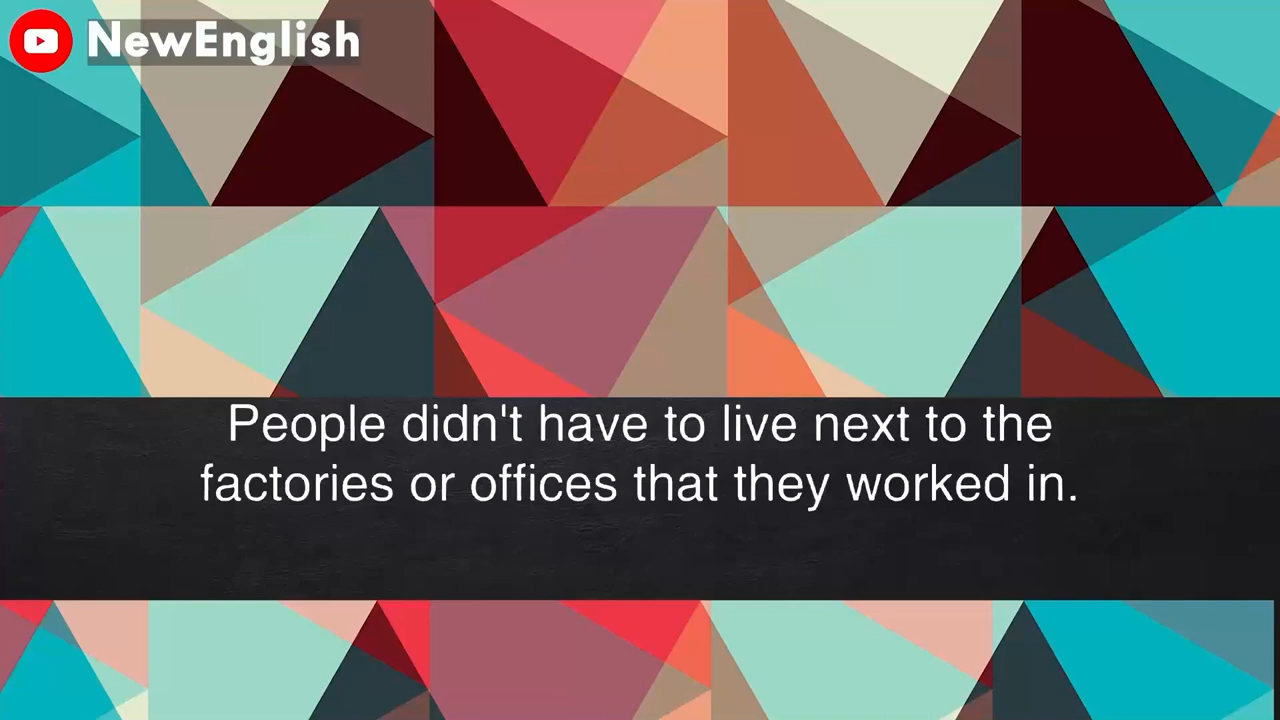 NewEnglish
People didn't have to live next to the
factories or offices that they worked in.